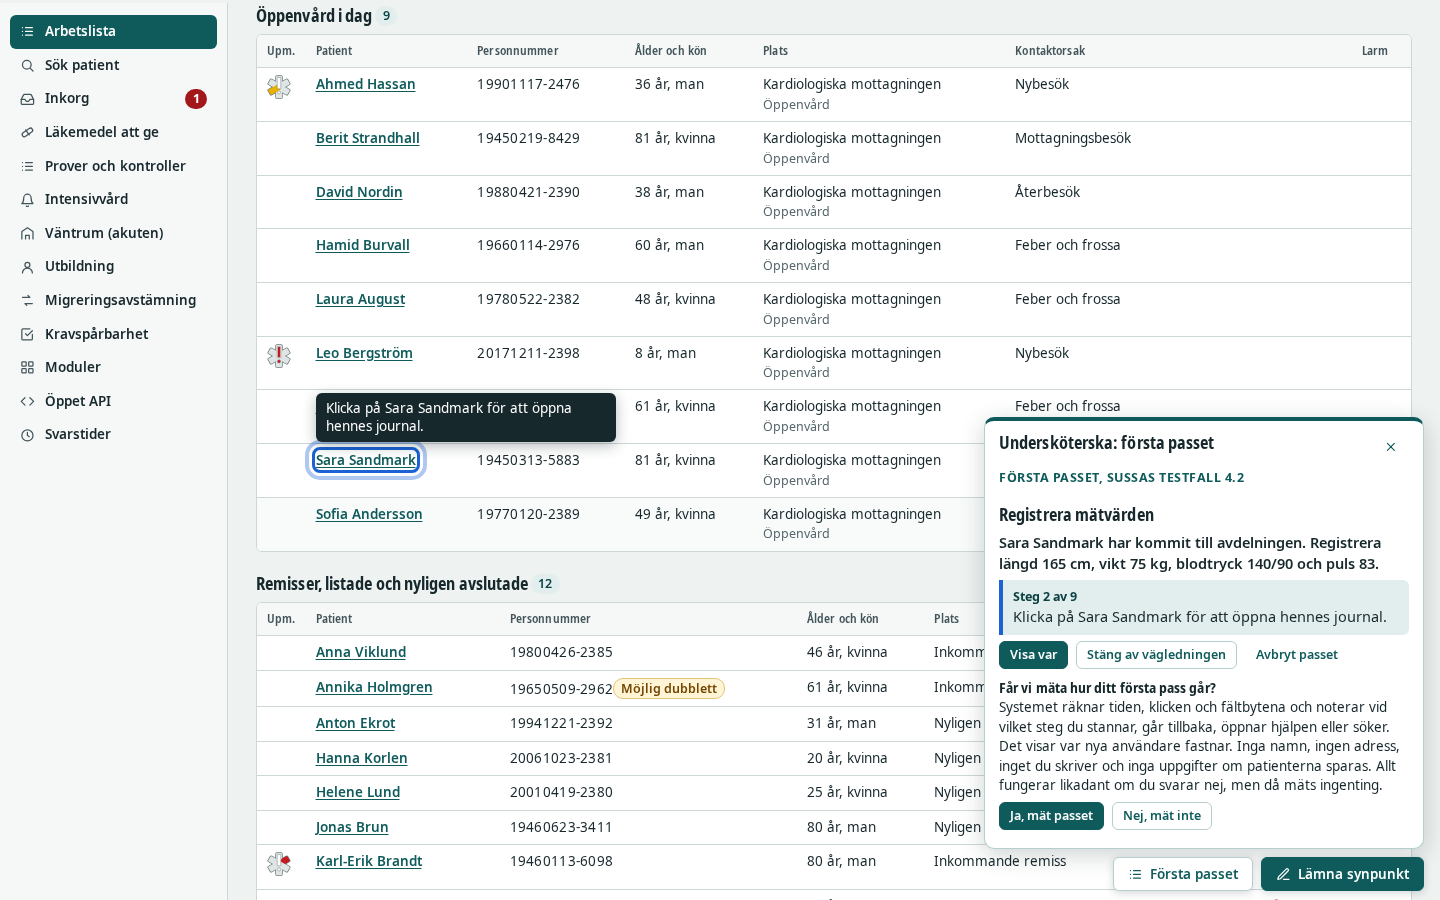 Arbetslista
Sök patient
Inkorg 1
Läkemedel att ge
Prover och kontroller
Intensivvård
Väntrum (akuten)
Utbildning
Migreringsavstämning
Kravspårbarhet
Moduler
Öppet API
Svarstider
Öppenvård i dag 9
Upm. Patient Personnummer Ålder och kön Plats Kontaktorsak Larm
Ahmed Hassan 19901117-2476 36 år, man Kardiologiska mottagningen Nybesök
Öppenvård
Berit Strandhall 19450219-8429 81 år, kvinna Kardiologiska mottagningen Mottagningsbesök
Öppenvård
David Nordin 19880421-2390 38 år, man Kardiologiska mottagningen Återbesök
Öppenvård
Hamid Burvall 19660114-2976 60 år, man Kardiologiska mottagningen Feber och frossa
Öppenvård
Laura August 19780522-2382 48 år, kvinna Kardiologiska mottagningen Feber och frossa
Öppenvård
Leo Bergström 20171211-2398 8 år, man Kardiologiska mottagningen Nybesök
Öppenvård
Klicka på Sara Sandmark för att öppna
hennes journal.
61 år, kvinna Kardiologiska mottagningen Feber och frossa
Öppenvård
Sara Sandmark 19450313-5883 81 år, kvinna Kardiologiska mottagningen
Öppenvård
Sofia Andersson 19770120-2389 49 år, kvinna Kardiologiska mottagningen
Öppenvård
Remisser, listade och nyligen avslutade 12
Upm. Patient Personnummer Ålder och kön Plats
Anna Viklund 19800426-2385 46 år, kvinna Inkomm
Annika Holmgren 19650509-2962 Möjlig dubblett 61 år, kvinna Inkomm
Anton Ekrot 19941221-2392 31 år, man Nyligen
Hanna Korlen 20061023-2381 20 år, kvinna Nyligen
Helene Lund 20010419-2380 25 år, kvinna Nyligen
Jonas Brun 19460623-3411 80 år, man Nyligen
Karl-Erik Brandt 19460113-6098 80 år, man Inkommande remiss
Undersköterska: första passet
FÖRSTA PASSET, SUSSAS TESTFALL 4.2
Registrera mätvärden
Sara Sandmark har kommit till avdelningen. Registrera
längd 165 cm, vikt 75 kg, blodtryck 140/90 och puls 83.
Steg 2 av 9
Klicka på Sara Sandmark för att öppna hennes journal.
Visa var Stäng av vägledningen Avbryt passet
Får vi mäta hur ditt första pass går?
Systemet räknar tiden, klicken och fältbytena och noterar vid
vilket steg du stannar, går tillbaka, öppnar hjälpen eller söker.
Det visar var nya användare fastnar. Inga namn, ingen adress,
inget du skriver och inga uppgifter om patienterna sparas. Allt
fungerar likadant om du svarar nej, men då mäts ingenting.
Ja, mät passet Nej, mät inte
Första passet Lämna synpunkt